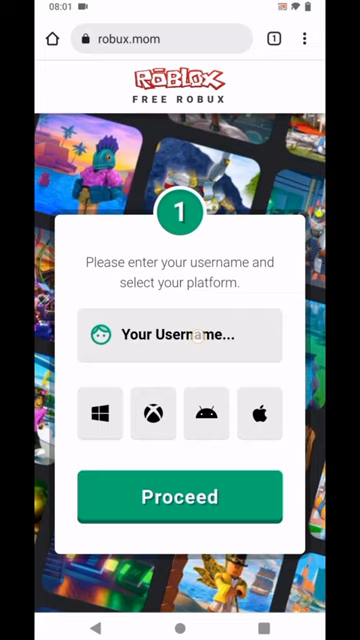 08:01
robux.mom
1
ROBLOX
FREE ROBUX
1
Please enter your username and
select your platform.
Your Username...
Proceed